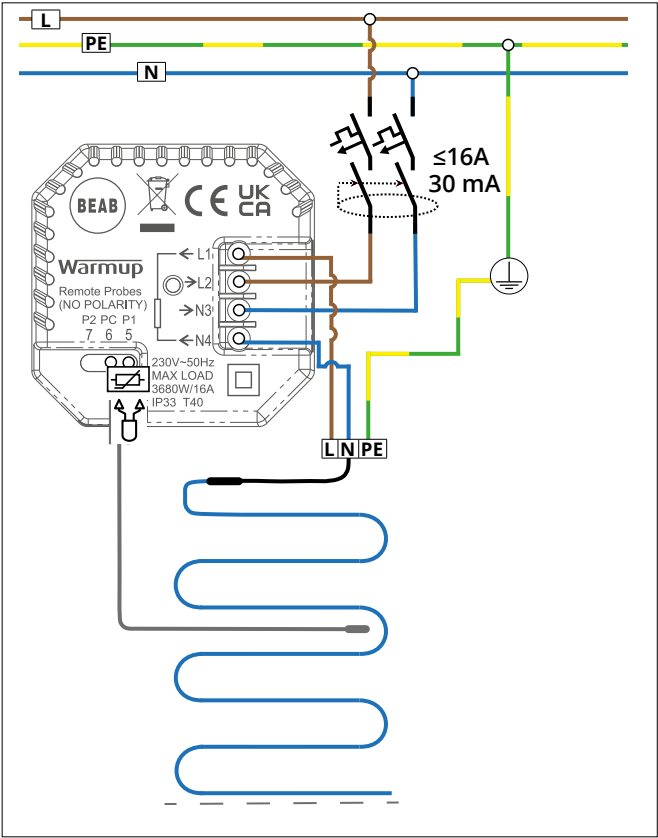 L
PE
N
≤16A
30 mA
BEAB
CE UK
CA
L1
Warmup
L2
Remote Probes
(NO POLARITY)
N3
P2 PC P1
7 6 5
N4
230V~50Hz
MAX LOAD
3680W/16A
IP33 T40
L N PE